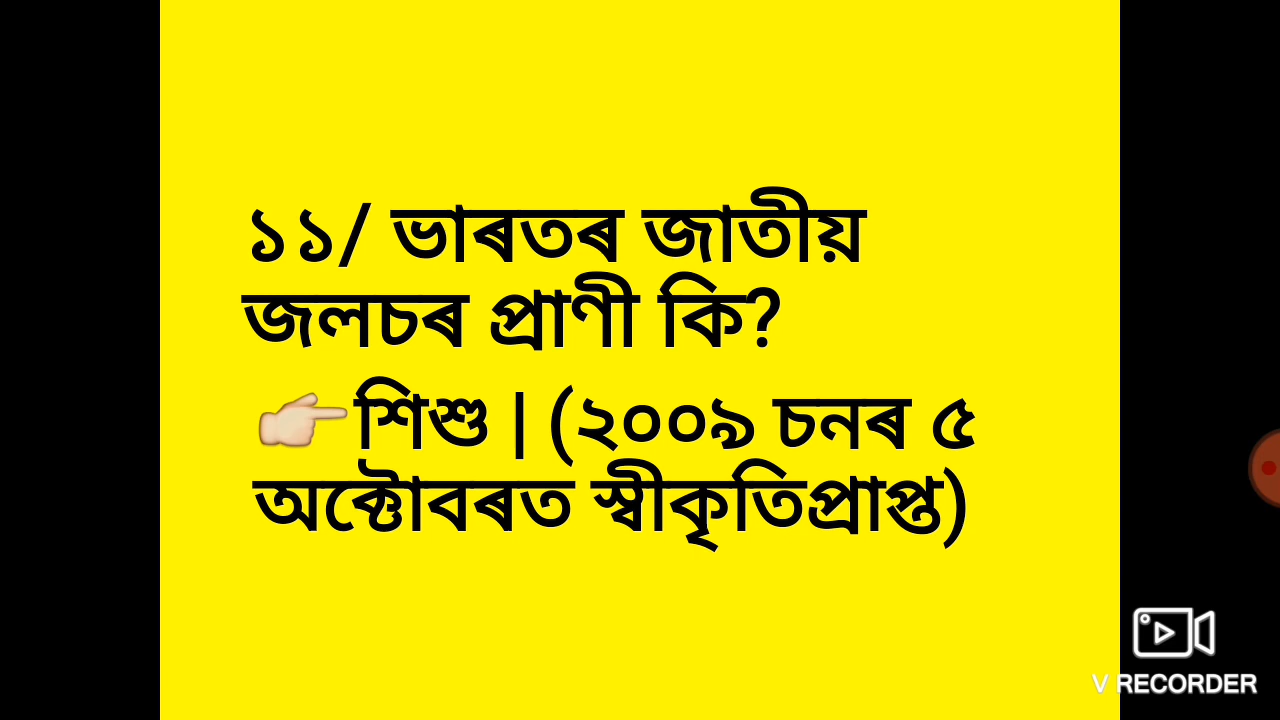 ১১/ ভাৰতৰ জাতীয়
জলচৰ প্ৰাণী কি?
👉শিশু | (২০০৯ চনৰ ৫
অক্টোবৰত স্বীকৃতিপ্ৰাপ্ত)
V RECORDER